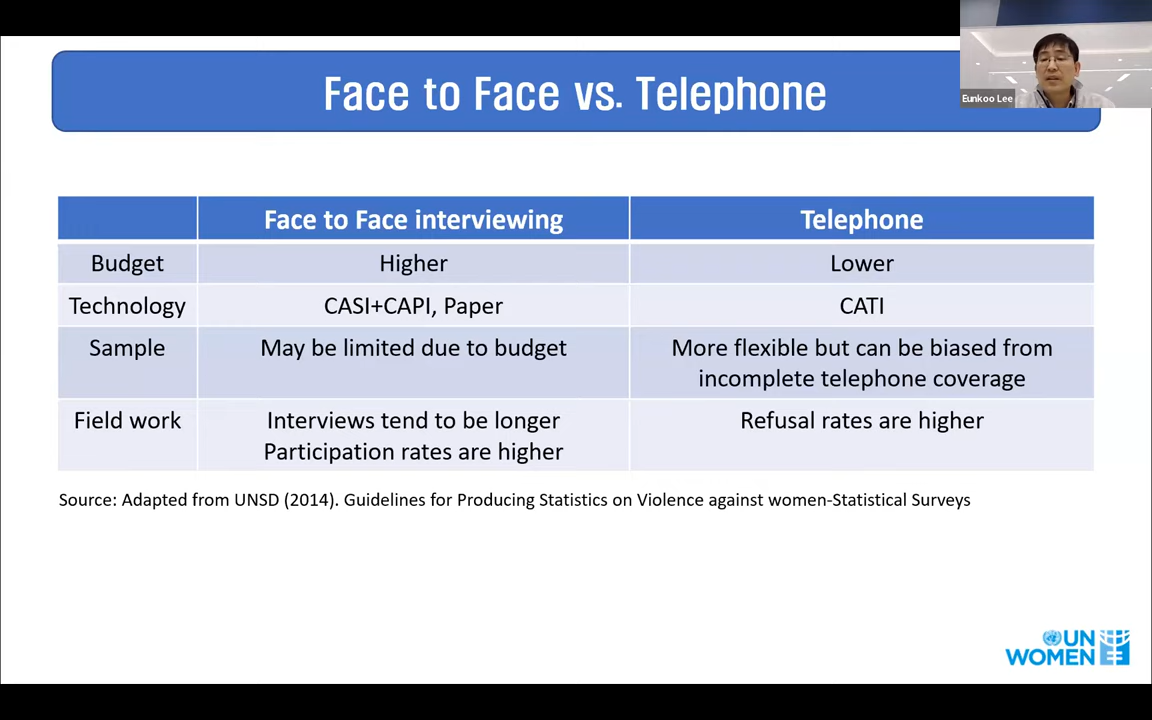 Face to Face vs. Telephone
Eunkoo Lee
Face to Face interviewing
Telephone
Budget
Higher
Lower
Technology
CASI+CAPI, Paper
CATI
Sample
May be limited due to budget
More flexible but can be biased from
incomplete telephone coverage
Field work
Interviews tend to be longer
Participation rates are higher
Refusal rates are higher
Source: Adapted from UNSD (2014). Guidelines for Producing Statistics on Violence against women-Statistical Surveys
UN
WOMEN